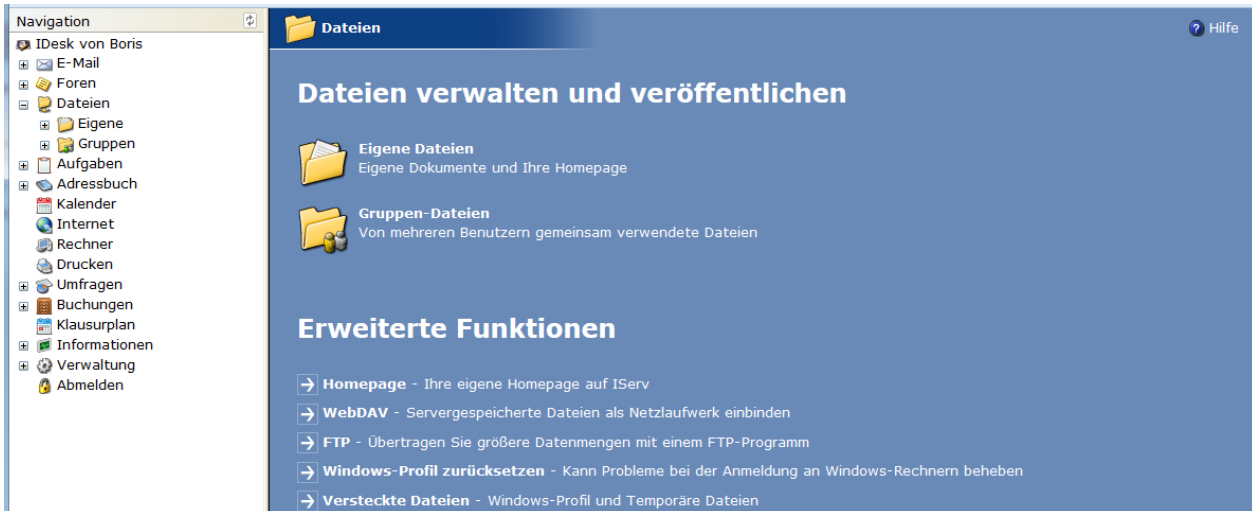 Navigation
IDesk von Boris
E-Mail
Foren
Dateien
Eigene
Gruppen
Aufgaben
Adressbuch
Kalender
Internet
Rechner
Drucken
Umfragen
Buchungen
Klausurplan
Informationen
Verwaltung
Abmelden
Dateien
Hilfe
Dateien verwalten und veröffentlichen
Eigene Dateien
Eigene Dokumente und Ihre Homepage
Gruppen-Dateien
Von mehreren Benutzern gemeinsam verwendete Dateien
Erweiterte Funktionen
Homepage - Ihre eigene Homepage auf IServ
WebDAV - Servergespeicherte Dateien als Netzlaufwerk einbinden
FTP - Übertragen Sie größere Datenmengen mit einem FTP-Programm
Windows-Profil zurücksetzen - Kann Probleme bei der Anmeldung an Windows-Rechnern beheben
Versteckte Dateien - Windows-Profil und Temporäre Dateien